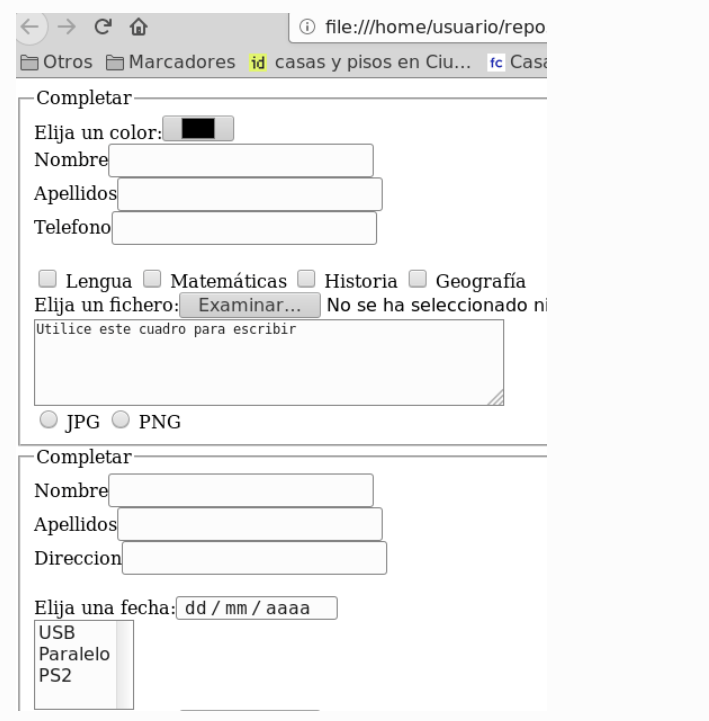 file:///home/usuario/repo
Otros Marcadores id casas y pisos en Ciu... fc Casa
Completar
Elija un color:
Nombre
Apellidos
Telefono
Lengua Matemáticas Historia Geografía
Elija un fichero: Examinar... No se ha seleccionado ni
Utilice este cuadro para escribir
JPG PNG
Completar
Nombre
Apellidos
Direccion
Elija una fecha: dd / mm / aaaa
USB
Paralelo
PS2